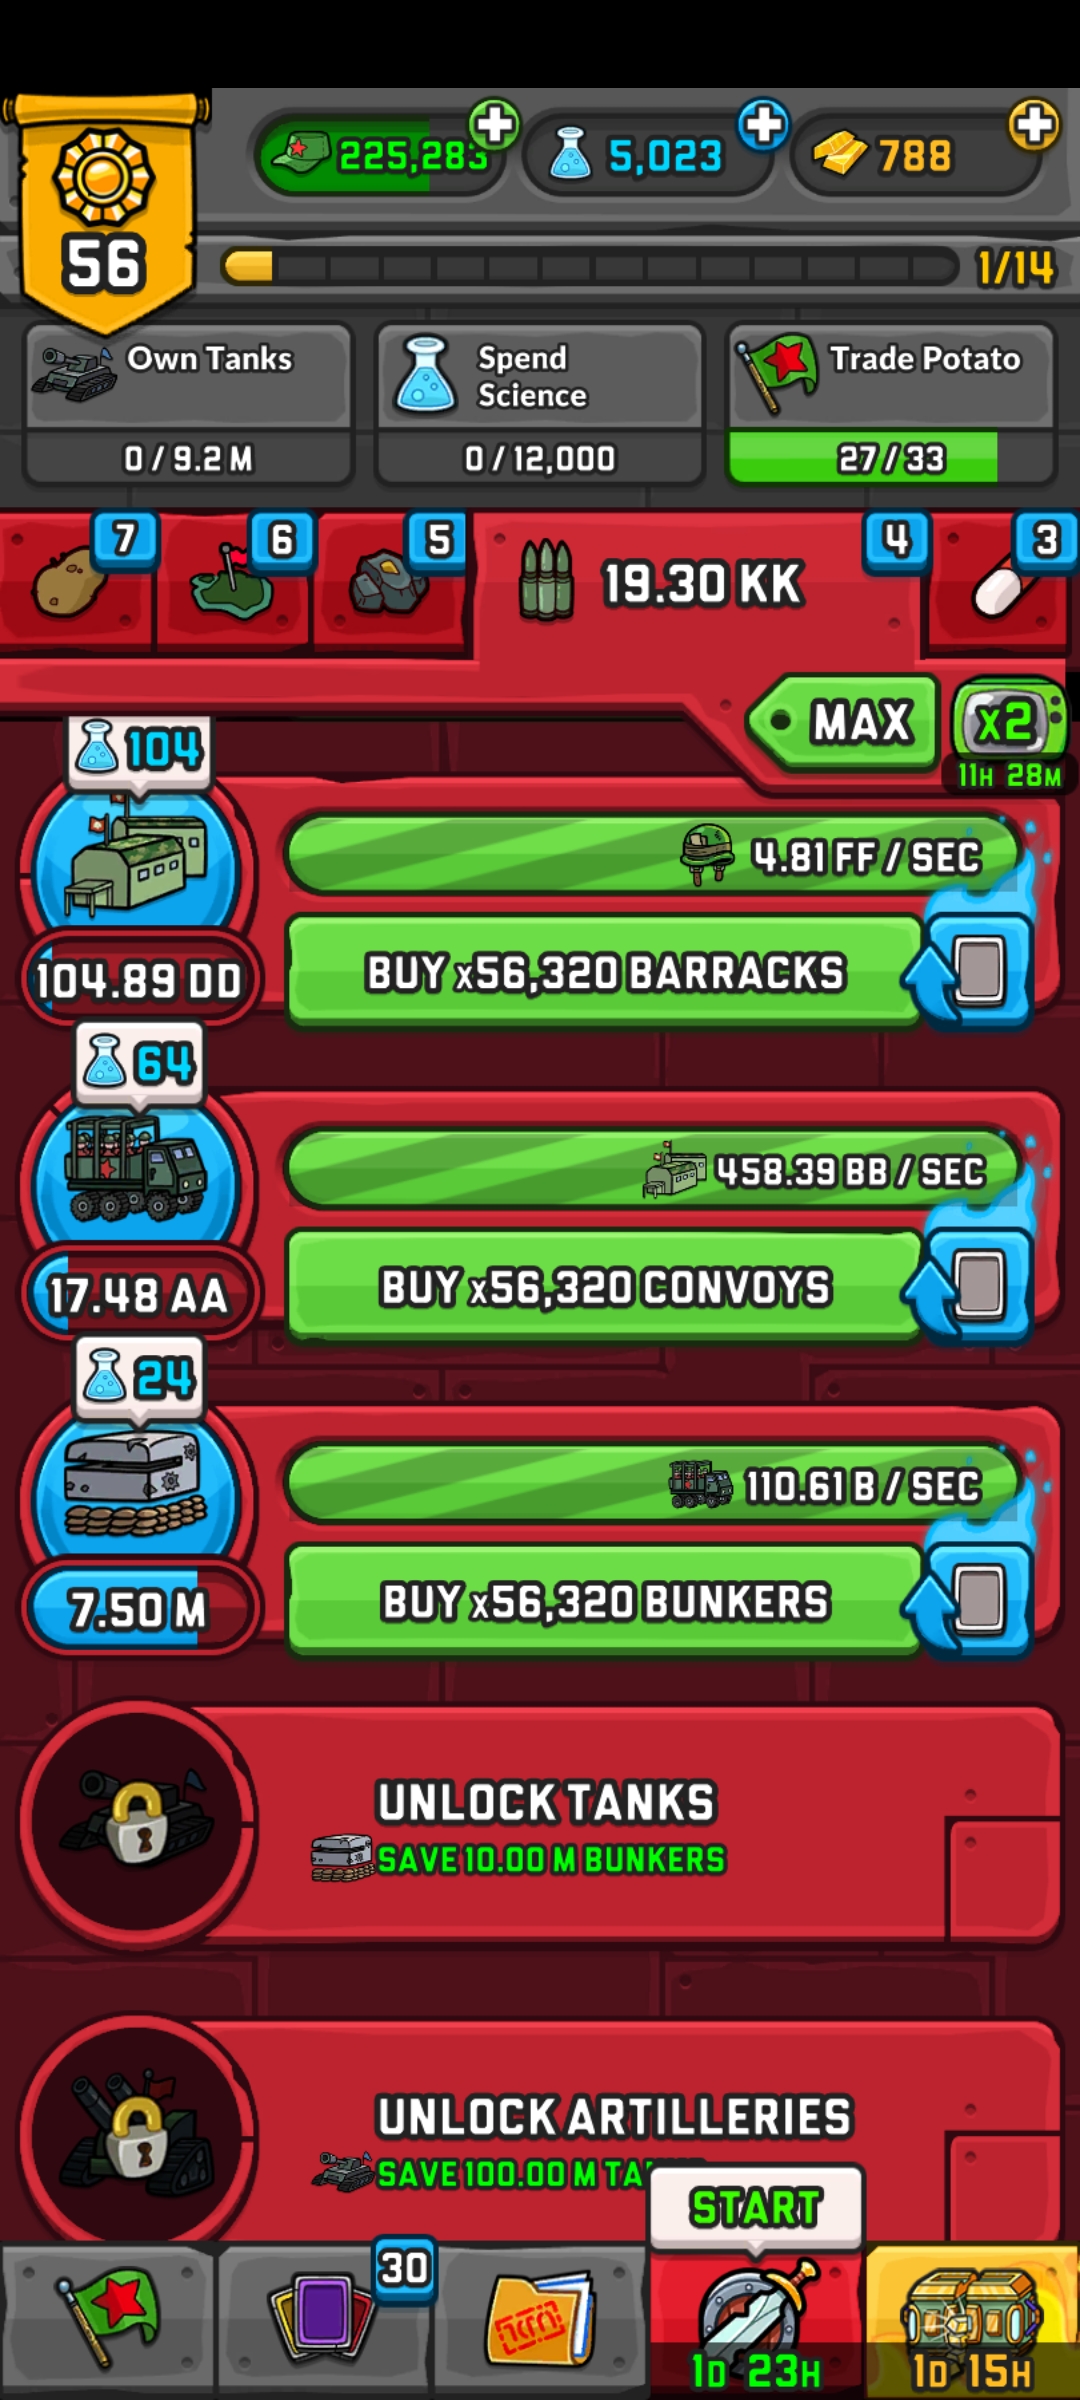 225,283
5,023
788
56
1/14
Own Tanks
Spend
Science
Trade Potato
0 / 9.2 M
0 / 12,000
27 / 33
7
6
5
19.30 KK
4
3
MAX
x2
11H 28M
104
4.81 FF / SEC
BUY x56,320 BARRACKS
104.89 DD
64
458.39 BB / SEC
BUY x56,320 CONVOYS
17.48 AA
24
110.61 B / SEC
BUY x56,320 BUNKERS
7.50 M
UNLOCK TANKS
SAVE 10.00 M BUNKERS
UNLOCK ARTILLERIES
SAVE 100.00 M
START
30
1D 23H
1D 15H